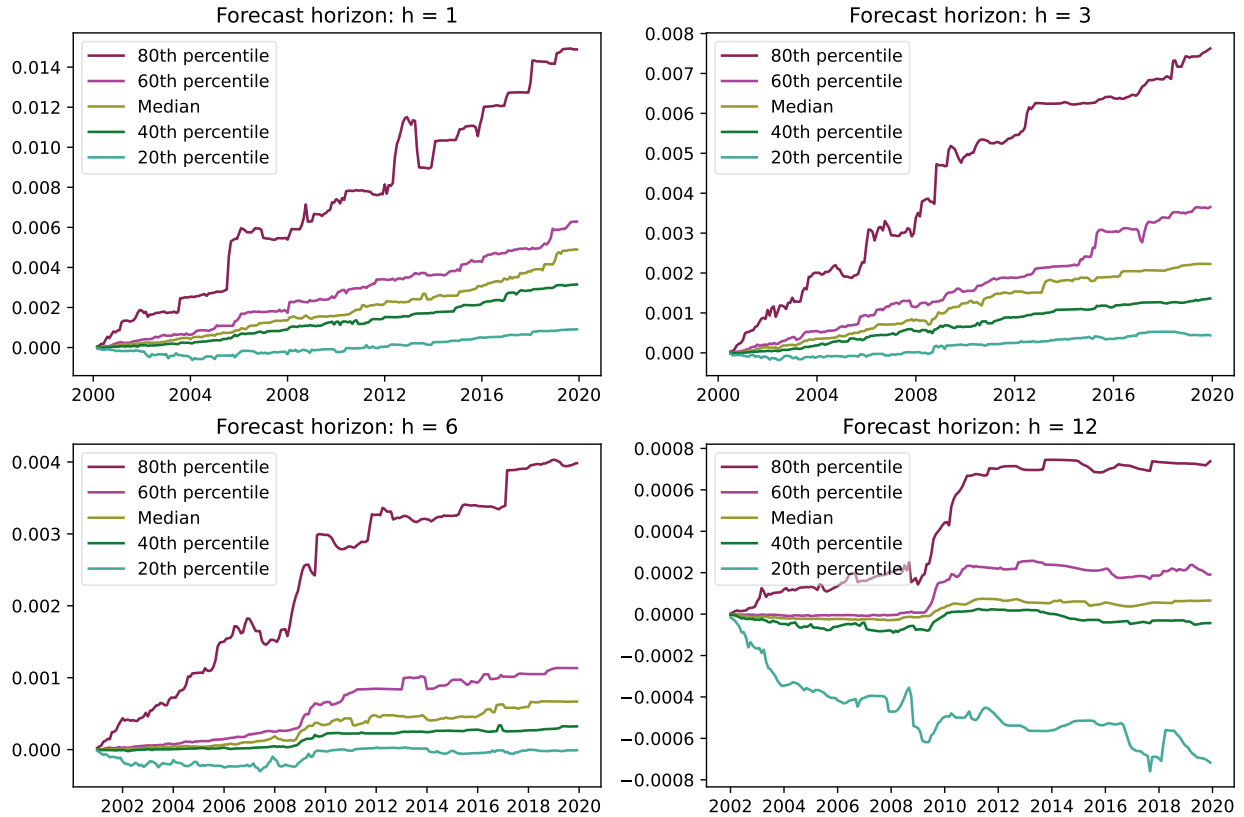 Forecast horizon: h = 1
0.014
0.012
0.010
0.008
0.006
0.004
0.002
0.000
80th percentile
60th percentile
Median
40th percentile
20th percentile
2000 2004 2008 2012 2016 2020
Forecast horizon: h = 3
0.008
0.007
0.006
0.005
0.004
0.003
0.002
0.001
0.000
80th percentile
60th percentile
Median
40th percentile
20th percentile
2000 2004 2008 2012 2016 2020
Forecast horizon: h = 6
0.004
0.003
0.002
0.001
0.000
80th percentile
60th percentile
Median
40th percentile
20th percentile
2002 2004 2006 2008 2010 2012 2014 2016 2018 2020
Forecast horizon: h = 12
0.0008
0.0006
0.0004
0.0002
0.0000
−0.0002
−0.0004
−0.0006
−0.0008
80th percentile
60th percentile
Median
40th percentile
20th percentile
2002 2004 2006 2008 2010 2012 2014 2016 2018 2020